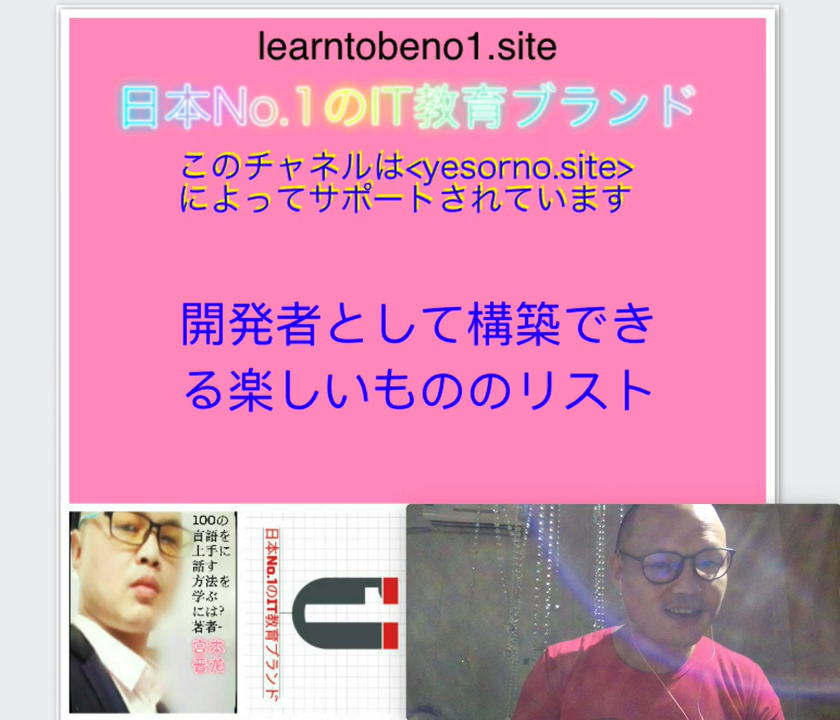 learntobeno1.site
日本No.1のIT教育ブランド
このチャネルは<yesorno.site>
によってサポートされています
開発者として構築でき
る楽しいもののリスト
100の
言語を
上手に
話す
方法を
学ぶ
には?
著者-
宮本
晋龙
日本No.1のIT教育ブランド